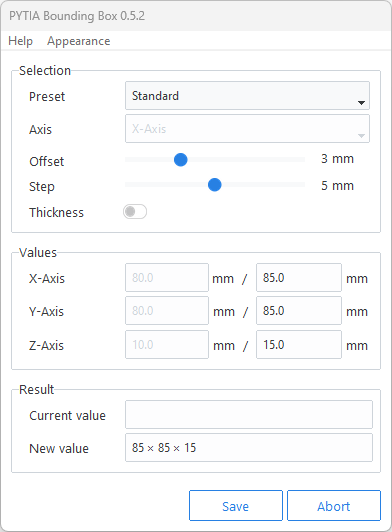 PYTIA Bounding Box 0.5.2
Help Appearance
Selection
Preset Standard
Axis X-Axis
Offset 3 mm
Step 5 mm
Thickness
Values
X-Axis 80.0 mm / 85.0 mm
Y-Axis 80.0 mm / 85.0 mm
Z-Axis 10.0 mm / 15.0 mm
Result
Current value
New value 85 × 85 × 15
Save Abort